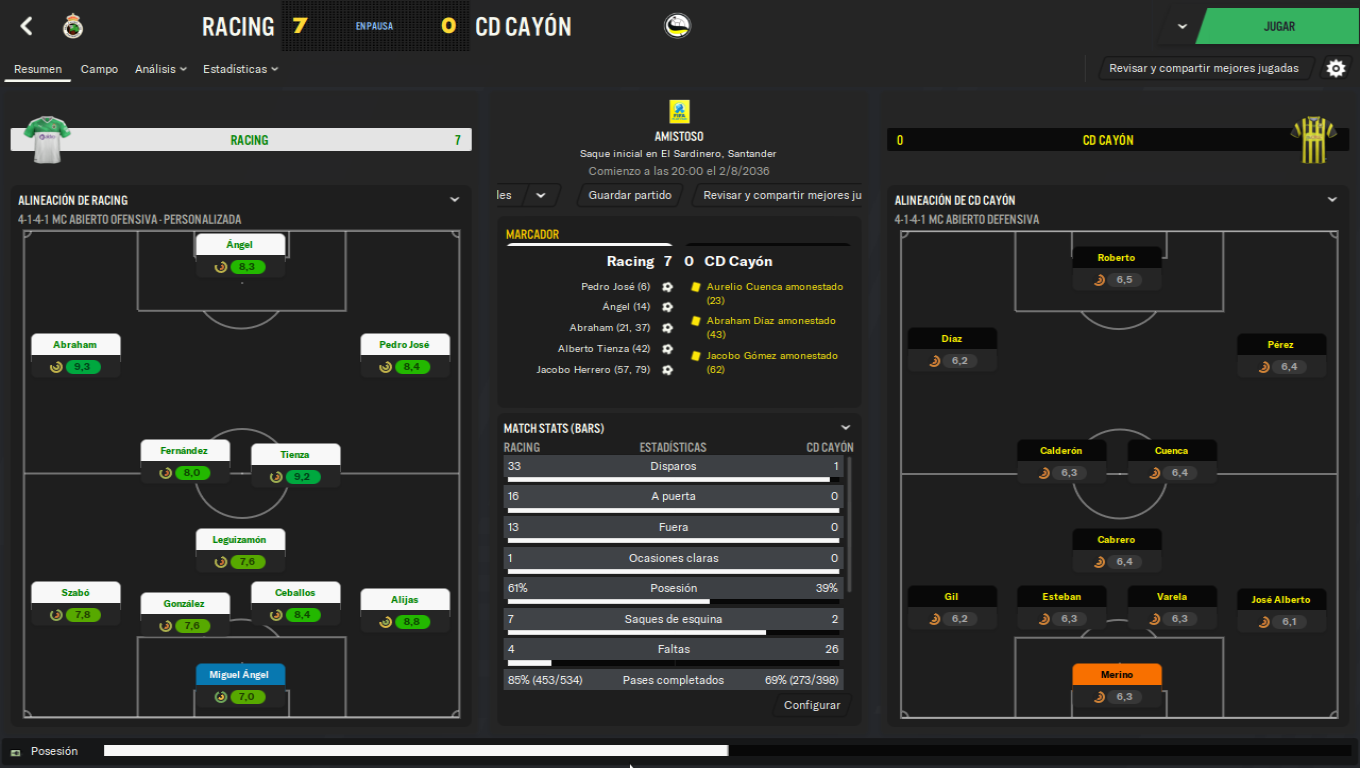 RACING 7 EN PAUSA 0 CD CAYÓN
JUGAR
Resumen Campo Análisis Estadísticas
Revisar y compartir mejores jugadas
RACING 7
AMISTOSO
Saque inicial en El Sardinero, Santander
Comienzo a las 20:00 el 2/8/2036
les Guardar partido Revisar y compartir mejores ju
0 CD CAYÓN
ALINEACIÓN DE RACING
4-1-4-1 MC ABIERTO OFENSIVA - PERSONALIZADA
Ángel
8,3
Abraham
9,3
Pedro José
8,4
Fernández
8,0
Tienza
9,2
Leguizamón
7,6
Szabó
7,8
González
7,6
Ceballos
8,4
Alijas
8,8
Miguel Ángel
7,0
MARCADOR
Racing 7 0 CD Cayón
Pedro José (6)
Ángel (14)
Abraham (21, 37)
Alberto Tienza (42)
Jacobo Herrero (57, 79)
Aurelio Cuenca amonestado
(23)
Abraham Díaz amonestado
(43)
Jacobo Gómez amonestado
(62)
MATCH STATS (BARS)
RACING ESTADÍSTICAS CD CAYÓN
33 Disparos 1
16 A puerta 0
13 Fuera 0
1 Ocasiones claras 0
61% Posesión 39%
7 Saques de esquina 2
4 Faltas 26
85% (453/534) Pases completados 69% (273/398)
Configurar
ALINEACIÓN DE CD CAYÓN
4-1-4-1 MC ABIERTO DEFENSIVA
Roberto
6,5
Díaz
6,2
Pérez
6,4
Calderón
6,3
Cuenca
6,4
Cabrero
6,4
Gil
6,2
Esteban
6,3
Varela
6,3
José Alberto
6,1
Merino
6,3
Posesión